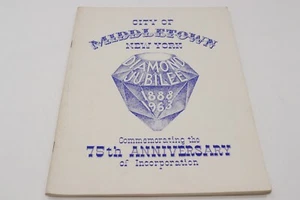 CITY OF
MIDDLETOWN
NEW YORK
DIAMOND
JUBILEE
1888
1963
Commemorating the
75th ANNIVERSARY
of Incorporation